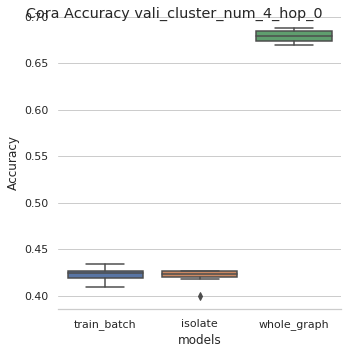 Cora Accuracy vali_cluster_num_4_hop_0
0.70
0.65
0.60
0.55
0.50
0.45
0.40
Accuracy
train_batch isolate whole_graph
models